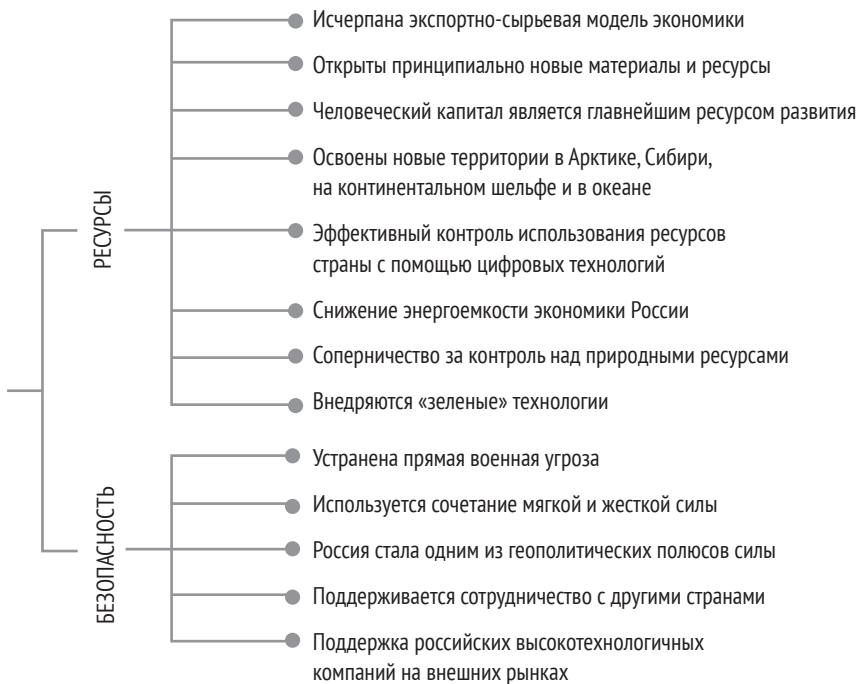 РЕСУРСЫ
Исчерпана экспортно-сырьевая модель экономики
Открыты принципиально новые материалы и ресурсы
Человеческий капитал является главнейшим ресурсом развития
Освоены новые территории в Арктике, Сибири,
на континентальном шельфе и в океане
Эффективный контроль использования ресурсов
страны с помощью цифровых технологий
Снижение энергоемкости экономики России
Соперничество за контроль над природными ресурсами
Внедряются «зеленые» технологии
БЕЗОПАСНОСТЬ
Устранена прямая военная угроза
Используется сочетание мягкой и жесткой силы
Россия стала одним из геополитических полюсов силы
Поддерживается сотрудничество с другими странами
Поддержка российских высокотехнологичных
компаний на внешних рынках